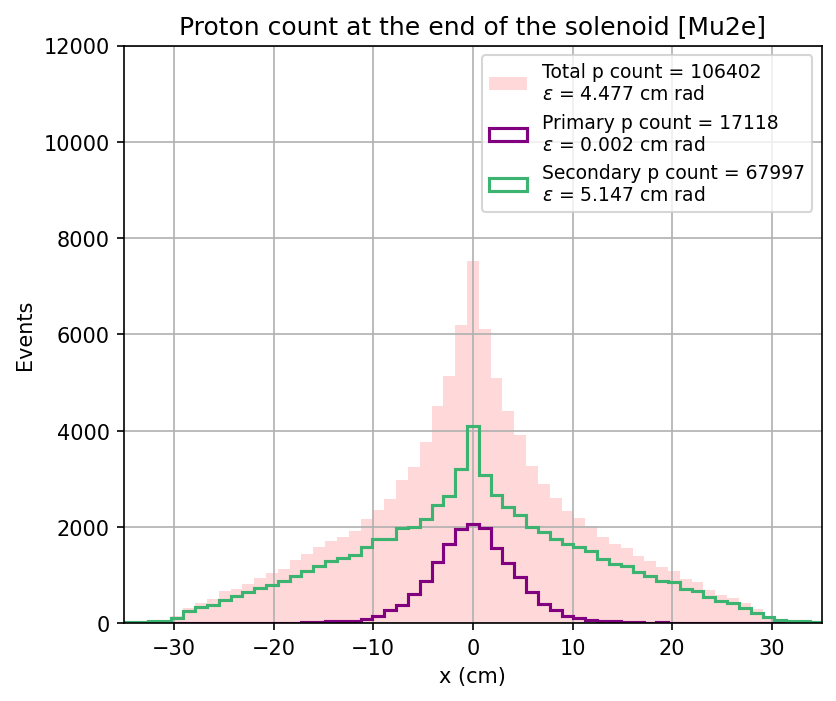 Proton count at the end of the solenoid [Mu2e]
12000
10000
8000
6000
4000
2000
0
Events
Total p count = 106402
ε = 4.477 cm rad
Primary p count = 17118
ε = 0.002 cm rad
Secondary p count = 67997
ε = 5.147 cm rad
−30 −20 −10 0 10 20 30
x (cm)